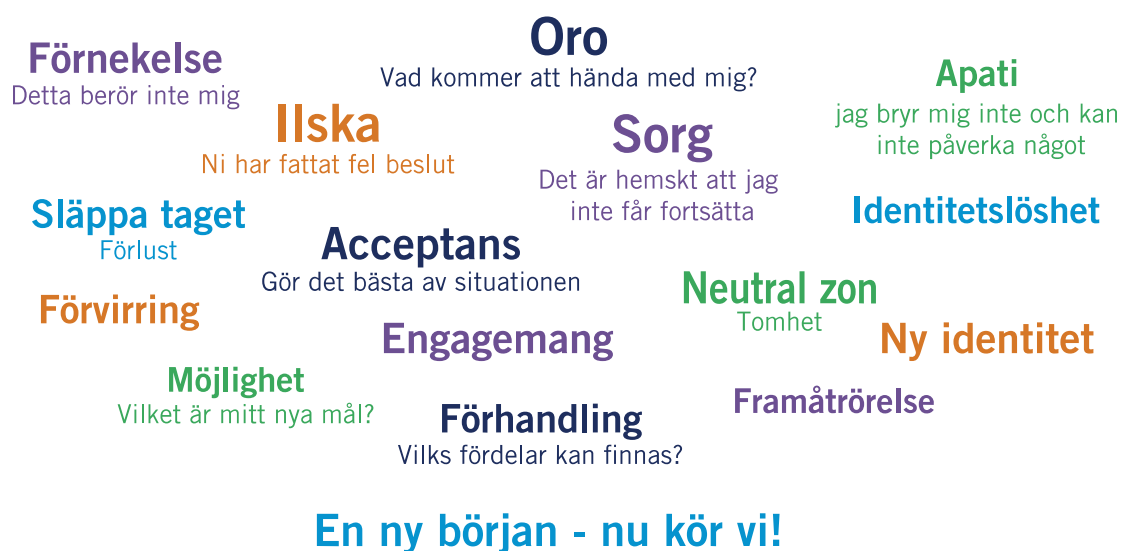 Oro
Vad kommer att hända med mig?
Förnekelse
Detta berör inte mig
Apati
jag bryr mig inte och kan
inte påverka något
Ilska
Ni har fattat fel beslut
Sorg
Det är hemskt att jag
inte får fortsätta
Släppa taget
Förlust
Identitetslöshet
Acceptans
Gör det bästa av situationen
Neutral zon
Tomhet
Förvirring
Engagemang
Ny identitet
Möjlighet
Vilket är mitt nya mål?
Framåtrörelse
Förhandling
Vilks fördelar kan finnas?
En ny början - nu kör vi!